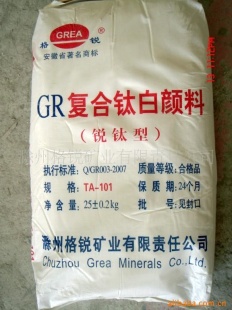 格 GREA 锐
安徽省著名商标
GR复合钛白颜料
(锐钛型)
执行标准:Q/GR003-2007 质量等级:合格品
规格:TA-101 保质期:24个月
净含量:25±0.2kg 批号:见封口
滁州格锐矿业有限责任公司
Chuzhou Grea Minerals Co.,Ltd.